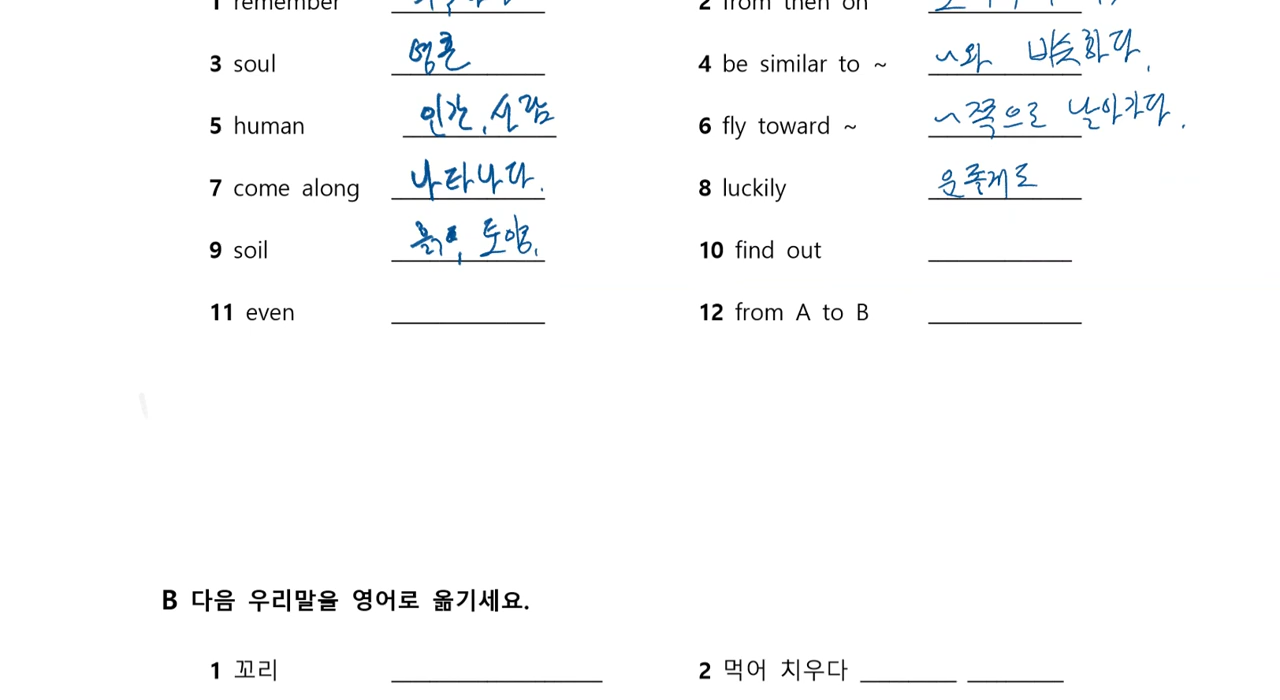 1 remember 2 from then on
3 soul 영혼 4 be similar to ~ ~와 비슷하다.
5 human 인간, 사람 6 fly toward ~ ~쪽으로 날아가다.
7 come along 나타나다. 8 luckily 운좋게도
9 soil 흙, 토양. 10 find out
11 even 12 from A to B
B 다음 우리말을 영어로 옮기세요.
1 꼬리 2 먹어 치우다